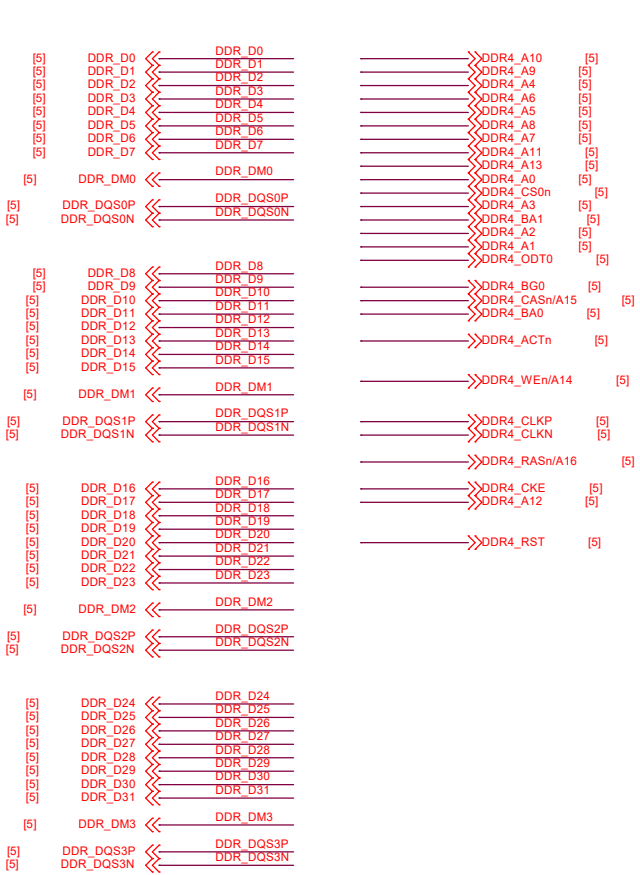 [5] DDR_D0 DDR_D0
[5] DDR_D1 DDR_D1
[5] DDR_D2 DDR_D2
[5] DDR_D3 DDR_D3
[5] DDR_D4 DDR_D4
[5] DDR_D5 DDR_D5
[5] DDR_D6 DDR_D6
[5] DDR_D7 DDR_D7
[5] DDR_DM0 DDR_DM0
[5] DDR_DQS0P DDR_DQS0P
[5] DDR_DQS0N DDR_DQS0N
[5] DDR_D8 DDR_D8
[5] DDR_D9 DDR_D9
[5] DDR_D10 DDR_D10
[5] DDR_D11 DDR_D11
[5] DDR_D12 DDR_D12
[5] DDR_D13 DDR_D13
[5] DDR_D14 DDR_D14
[5] DDR_D15 DDR_D15
[5] DDR_DM1 DDR_DM1
[5] DDR_DQS1P DDR_DQS1P
[5] DDR_DQS1N DDR_DQS1N
[5] DDR_D16 DDR_D16
[5] DDR_D17 DDR_D17
[5] DDR_D18 DDR_D18
[5] DDR_D19 DDR_D19
[5] DDR_D20 DDR_D20
[5] DDR_D21 DDR_D21
[5] DDR_D22 DDR_D22
[5] DDR_D23 DDR_D23
[5] DDR_DM2 DDR_DM2
[5] DDR_DQS2P DDR_DQS2P
[5] DDR_DQS2N DDR_DQS2N
[5] DDR_D24 DDR_D24
[5] DDR_D25 DDR_D25
[5] DDR_D26 DDR_D26
[5] DDR_D27 DDR_D27
[5] DDR_D28 DDR_D28
[5] DDR_D29 DDR_D29
[5] DDR_D30 DDR_D30
[5] DDR_D31 DDR_D31
[5] DDR_DM3 DDR_DM3
[5] DDR_DQS3P DDR_DQS3P
[5] DDR_DQS3N DDR_DQS3N
DDR4_A10 [5]
DDR4_A9 [5]
DDR4_A4 [5]
DDR4_A6 [5]
DDR4_A5 [5]
DDR4_A8 [5]
DDR4_A7 [5]
DDR4_A11 [5]
DDR4_A13 [5]
DDR4_A0 [5]
DDR4_CS0n [5]
DDR4_A3 [5]
DDR4_BA1 [5]
DDR4_A2 [5]
DDR4_A1 [5]
DDR4_ODT0 [5]
DDR4_BG0 [5]
DDR4_CASn/A15 [5]
DDR4_BA0 [5]
DDR4_ACTn [5]
DDR4_WEn/A14 [5]
DDR4_CLKP [5]
DDR4_CLKN [5]
DDR4_RASn/A16 [5]
DDR4_CKE [5]
DDR4_A12 [5]
DDR4_RST [5]